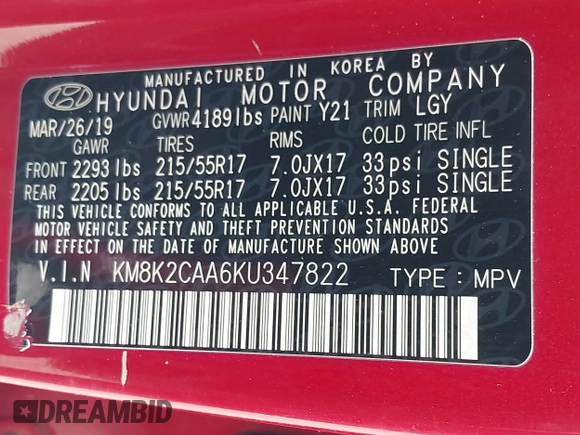 MANUFACTURED IN KOREA BY
HYUNDAI MOTOR COMPANY
MAR/26/19 GVWR 4189lbs PAINT Y21 TRIM LGY
GAWR TIRES RIMS COLD TIRE INFL
FRONT 2293lbs 215/55R17 7.0JX17 33psi SINGLE
REAR 2205lbs 215/55R17 7.0JX17 33psi SINGLE
THIS VEHICLE CONFORMS TO ALL APPLICABLE U.S.A. FEDERAL
MOTOR VEHICLE SAFETY AND THEFT PREVENTION STANDARDS
IN EFFECT ON THE DATE OF MANUFACTURE SHOWN ABOVE.
V.I.N KM8K2CAA6KU347822 TYPE: MPV
DREAMBID